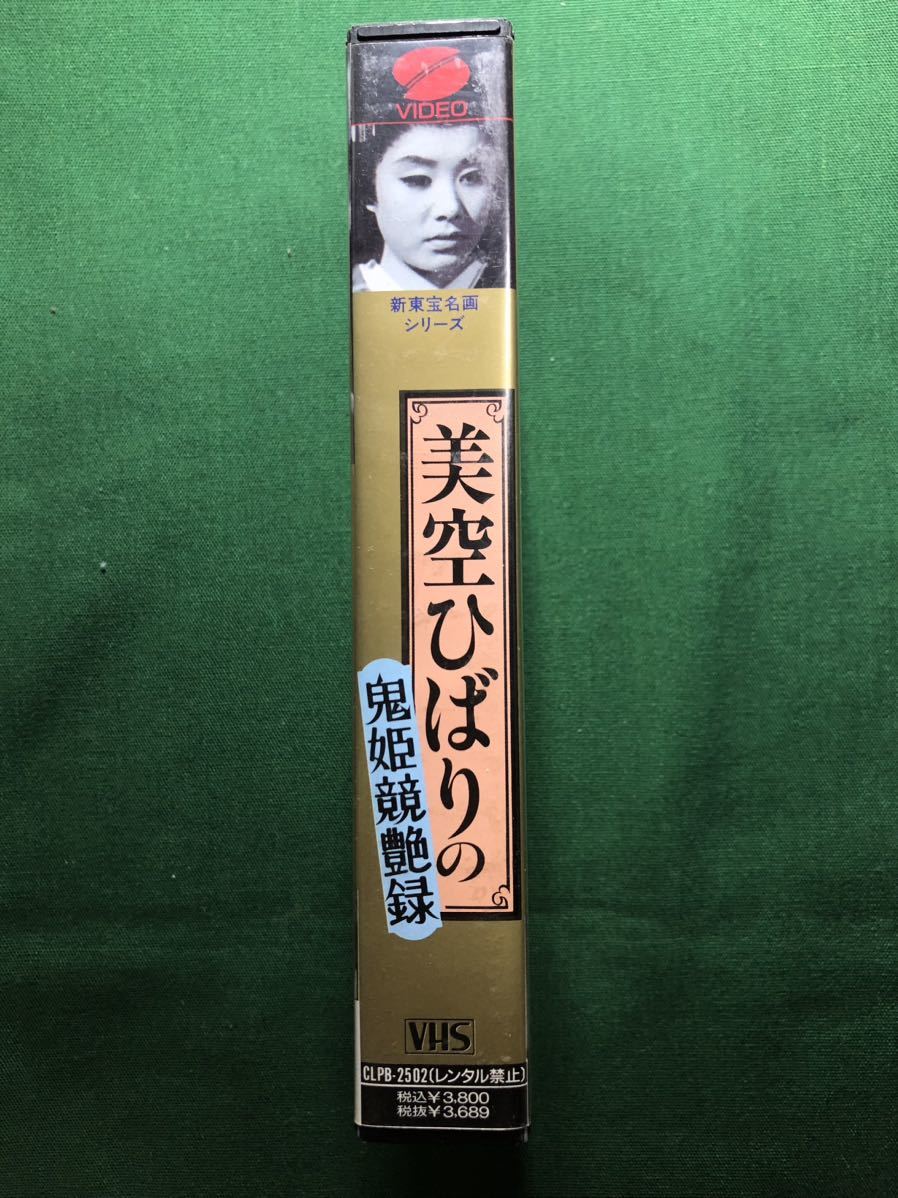 VIDEO
新東宝名画
シリーズ
美空ひばりの
鬼姫競艶録
VHS
CLPB-2502(レンタル禁止)
税込¥3,800
税抜¥3,689